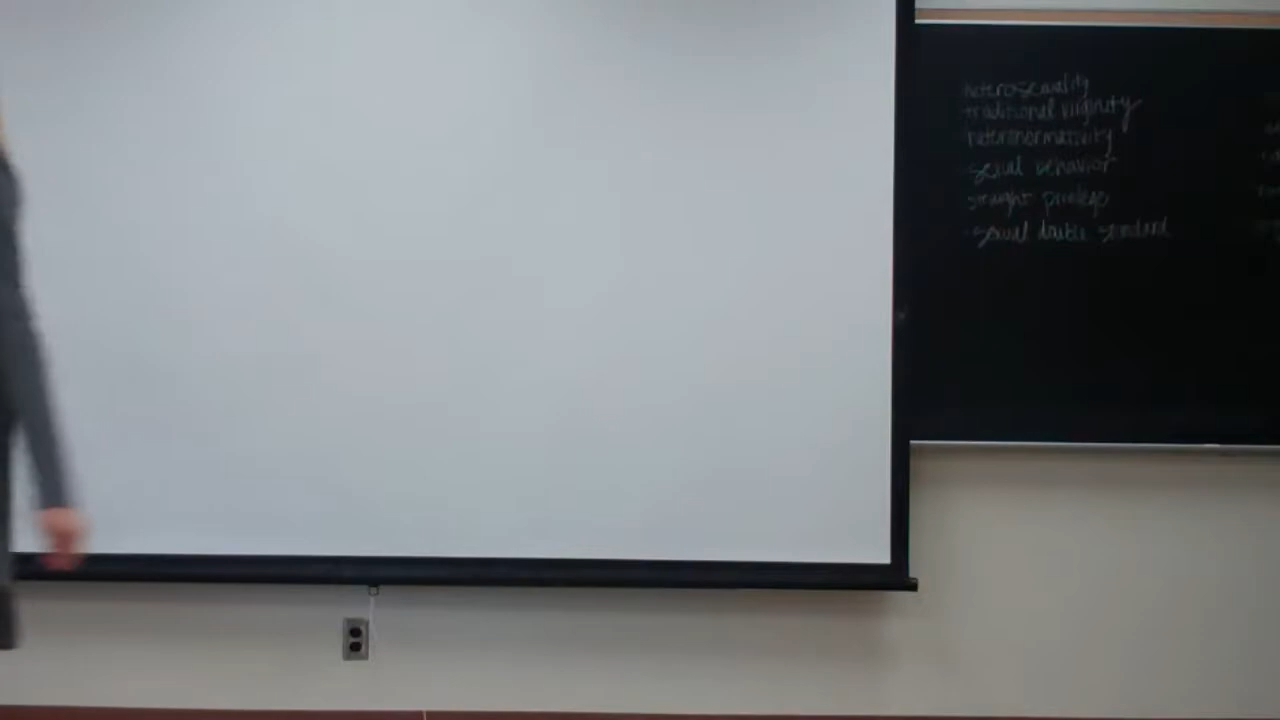 heterosexuality
traditional virginity
heteronormativity
sexual behavior
straight privilege
sexual double standard